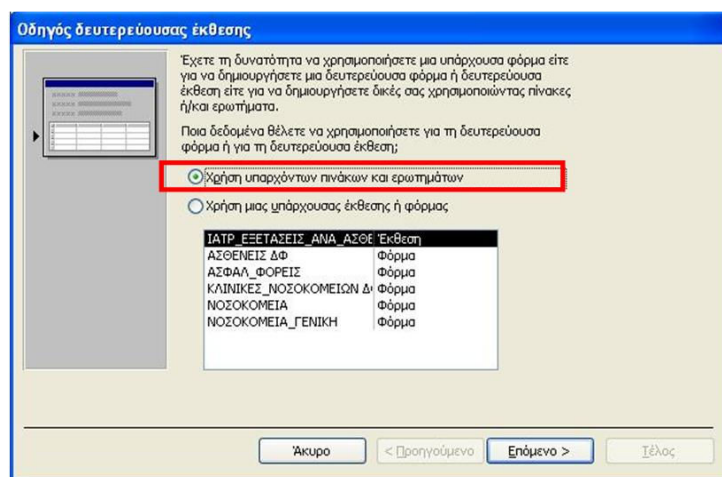 Οδηγός δευτερεύουσας έκθεσης
Έχετε τη δυνατότητα να χρησιμοποιήσετε μια υπάρχουσα φόρμα είτε
για να δημιουργήσετε μια δευτερεύουσα φόρμα ή δευτερεύουσα
έκθεση είτε για να δημιουργήσετε δικές σας χρησιμοποιώντας πίνακες
ή/και ερωτήματα.
Ποια δεδομένα θέλετε να χρησιμοποιήσετε για τη δευτερεύουσα
φόρμα ή για τη δευτερεύουσα έκθεση;
Χρήση υπαρχόντων πινάκων και ερωτημάτων
Χρήση μιας υπάρχουσας έκθεσης ή φόρμας
ΙΑΤΡ_ΕΞΕΤΑΣΕΙΣ_ΑΝΑ_ΑΣΘΕ Έκθεση
ΑΣΘΕΝΕΙΣ ΔΦ Φόρμα
ΑΣΦΑΛ_ΦΟΡΕΙΣ Φόρμα
ΚΛΙΝΙΚΕΣ_ΝΟΣΟΚΟΜΕΙΩΝ Δ Φόρμα
ΝΟΣΟΚΟΜΕΙΑ Φόρμα
ΝΟΣΟΚΟΜΕΙΑ_ΓΕΝΙΚΗ Φόρμα
Άκυρο < Προηγούμενο Επόμενο > Τέλος